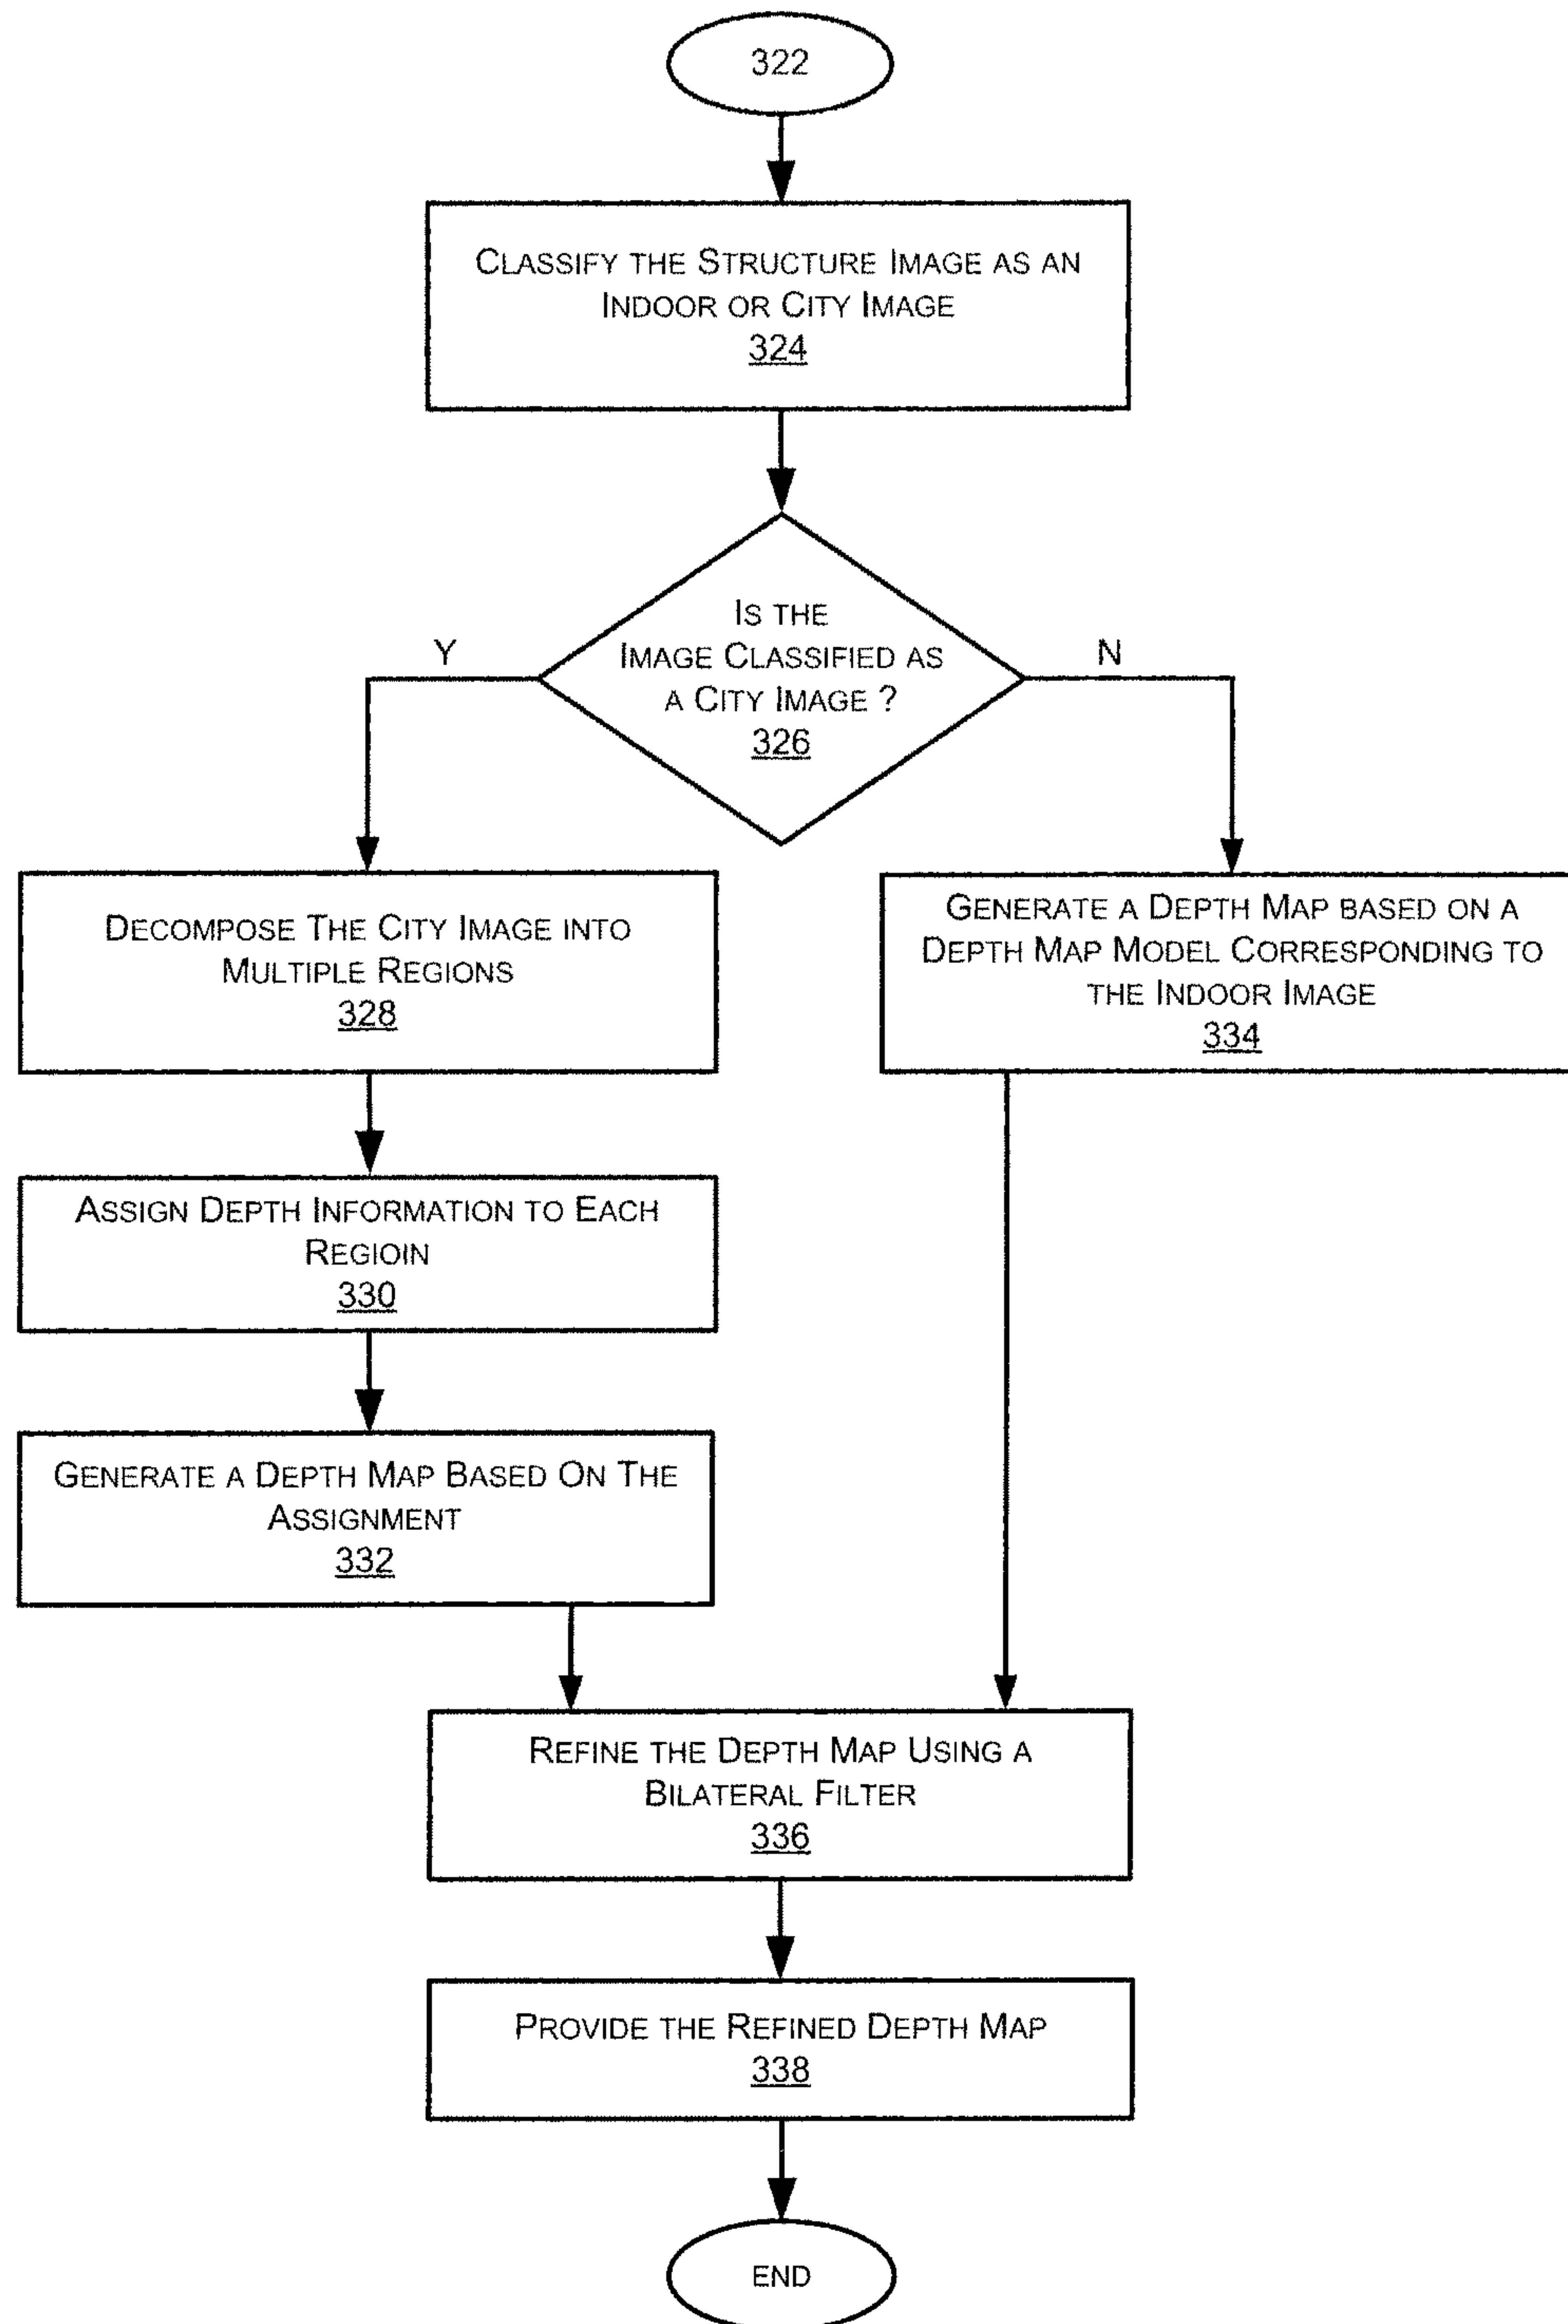 322
CLASSIFY THE STRUCTURE IMAGE AS AN
INDOOR OR CITY IMAGE
324
IS THE
IMAGE CLASSIFIED AS
A CITY IMAGE ?
326
Y
N
DECOMPOSE THE CITY IMAGE INTO
MULTIPLE REGIONS
328
GENERATE A DEPTH MAP BASED ON A
DEPTH MAP MODEL CORRESPONDING TO
THE INDOOR IMAGE
334
ASSIGN DEPTH INFORMATION TO EACH
REGIOIN
330
GENERATE A DEPTH MAP BASED ON THE
ASSIGNMENT
332
REFINE THE DEPTH MAP USING A
BILATERAL FILTER
336
PROVIDE THE REFINED DEPTH MAP
338
END